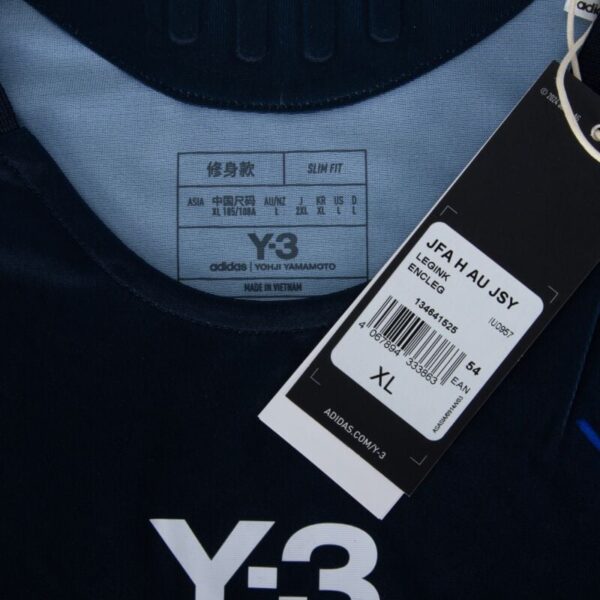 修身款
SLIM FIT
ASIA 中国尺码 AU/NZ J KR US D
XL 185/108A L 2XL XL L L
Y-3
adidas | YOHJI YAMAMOTO
MADE IN VIETNAM
JFA H AU JSY
LEGINK
ENCLEG
IU0957
134641525
4 067894 333863
54
EAN
XL
ADIDAS.COM/Y-3
Y-3